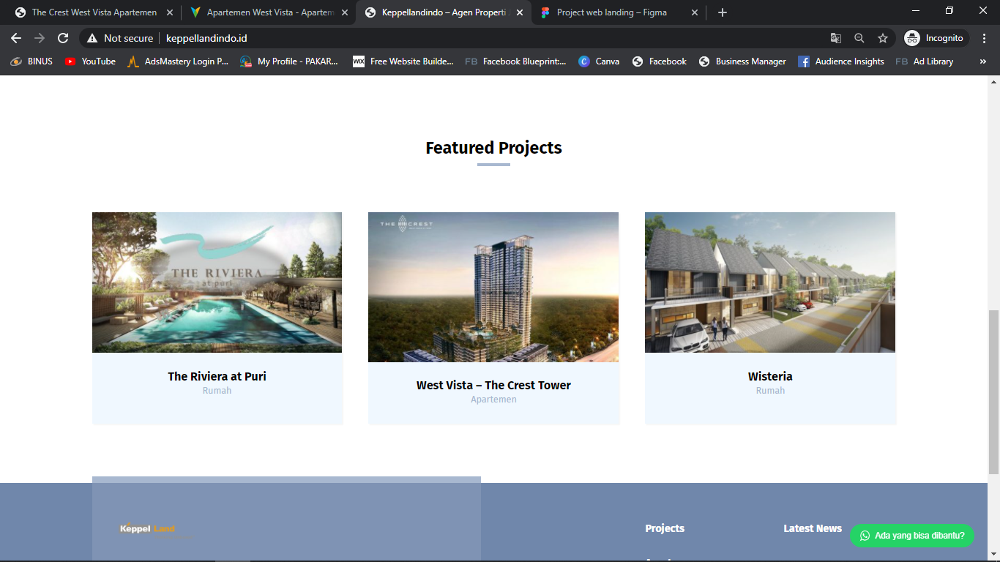 The Crest West Vista Apartemen
Apartemen West Vista - Apartem
Keppellandindo – Agen Properti
Project web landing – Figma
Not secure
keppellandindo.id
Incognito
BINUS
YouTube
AdsMastery Login P...
My Profile - PAKAR...
WIX
Free Website Builde...
FB
Facebook Blueprint:...
Canva
Facebook
Business Manager
Audience Insights
FB
Ad Library
Featured Projects
THE RIVIERA
at puri
THE CREST
The Riviera at Puri
Rumah
West Vista – The Crest Tower
Apartemen
Wisteria
Rumah
Keppel Land
Projects
Latest News
Ada yang bisa dibantu?